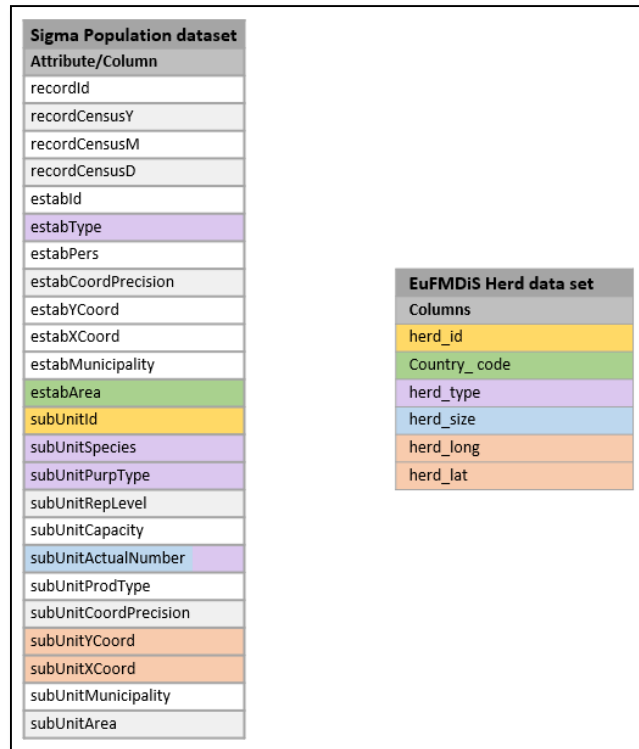 Sigma Population dataset
Attribute/Column
recordId
recordCensusY
recordCensusM
recordCensusD
estabId
estabType
estabPers
estabCoordPrecision
estabYCoord
estabXCoord
estabMunicipality
estabArea
subUnitId
subUnitSpecies
subUnitPurpType
subUnitRepLevel
subUnitCapacity
subUnitActualNumber
subUnitProdType
subUnitCoordPrecision
subUnitYCoord
subUnitXCoord
subUnitMunicipality
subUnitArea
EuFMDiS Herd data set
Columns
herd_id
Country_ code
herd_type
herd_size
herd_long
herd_lat